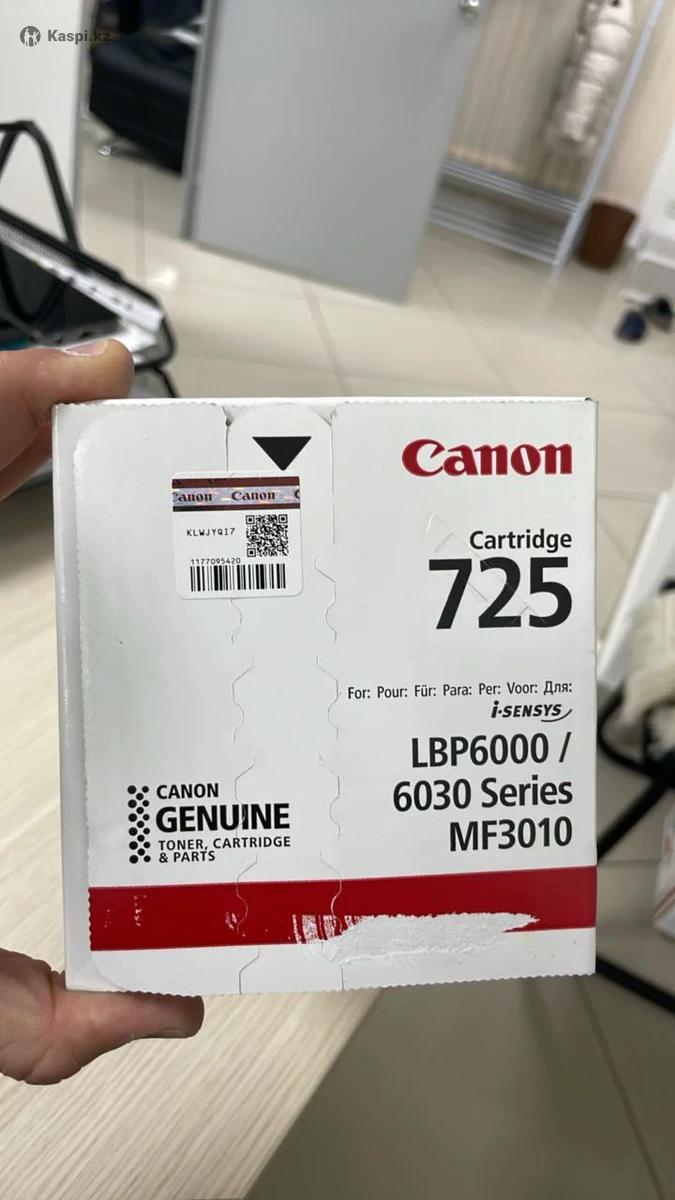 Kaspi.kz
Canon
anon Canon C
KLWJYQI7
1177095420
Cartridge
725
For: Pour: Für: Para: Per: Voor: Для:
i-SENSYS
LBP6000 /
6030 Series
MF3010
CANON
GENUINE
TONER, CARTRIDGE
& PARTS